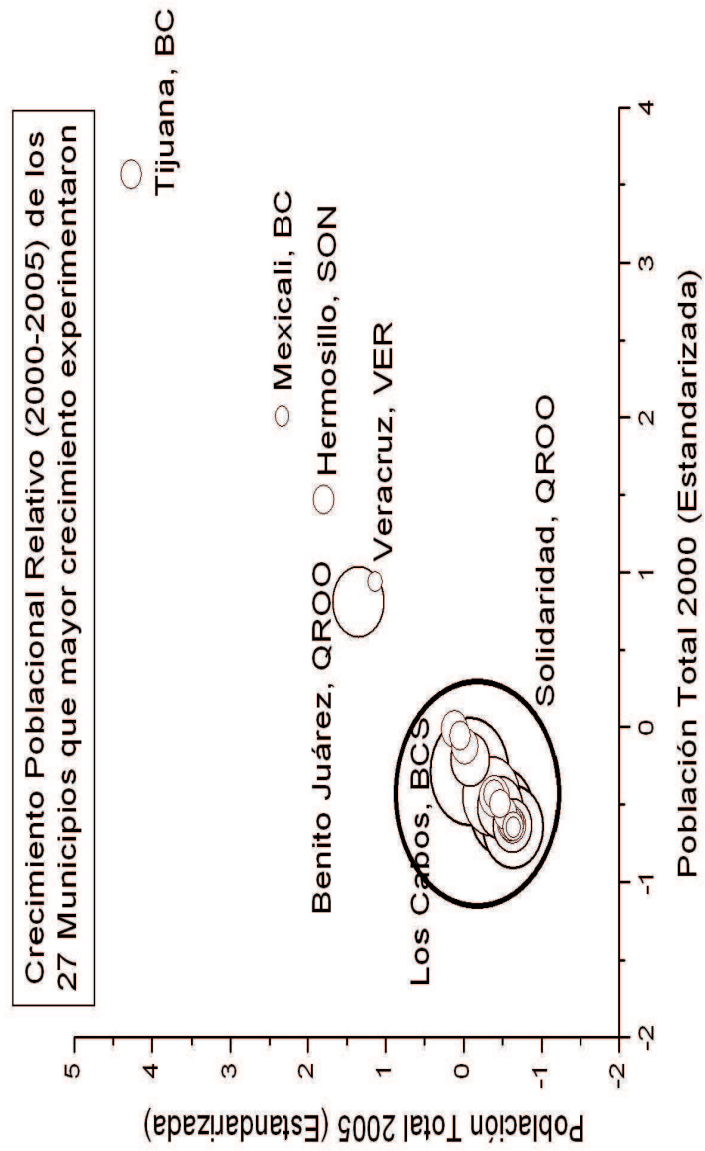 Crecimiento Poblacional Relativo (2000-2005) de los
27 Municipios que mayor crecimiento experimentaron
Tijuana, BC
Mexicali, BC
Hermosillo, SON
Veracruz, VER
Benito Juárez, QROO
Los Cabos, BCS
Solidaridad, QROO
Población Total 2005 (Estandarizada)
5
4
3
2
1
0
-1
-2
-2
-1
0
1
2
3
4
Población Total 2000 (Estandarizada)